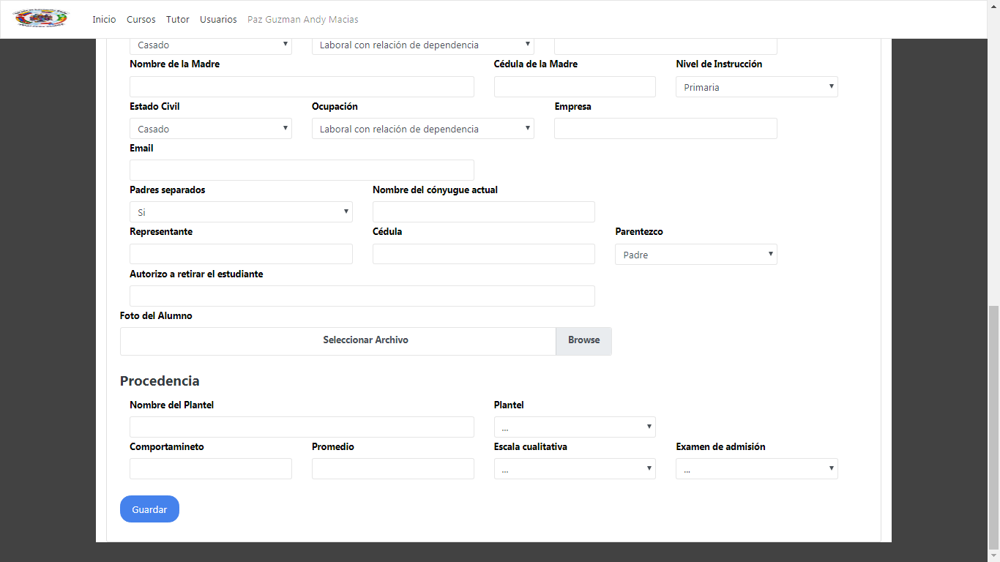 Inicio Cursos Tutor Usuarios Paz Guzman Andy Macias
Casado Laboral con relación de dependencia
Nombre de la Madre Cédula de la Madre Nivel de Instrucción
Primaria
Estado Civil Ocupación Empresa
Casado Laboral con relación de dependencia
Email
Padres separados Nombre del cónyugue actual
Si
Representante Cédula Parentezco
Padre
Autorizo a retirar el estudiante
Foto del Alumno
Seleccionar Archivo Browse
Procedencia
Nombre del Plantel Plantel
...
Comportamineto Promedio Escala cualitativa Examen de admisión
... ...
Guardar